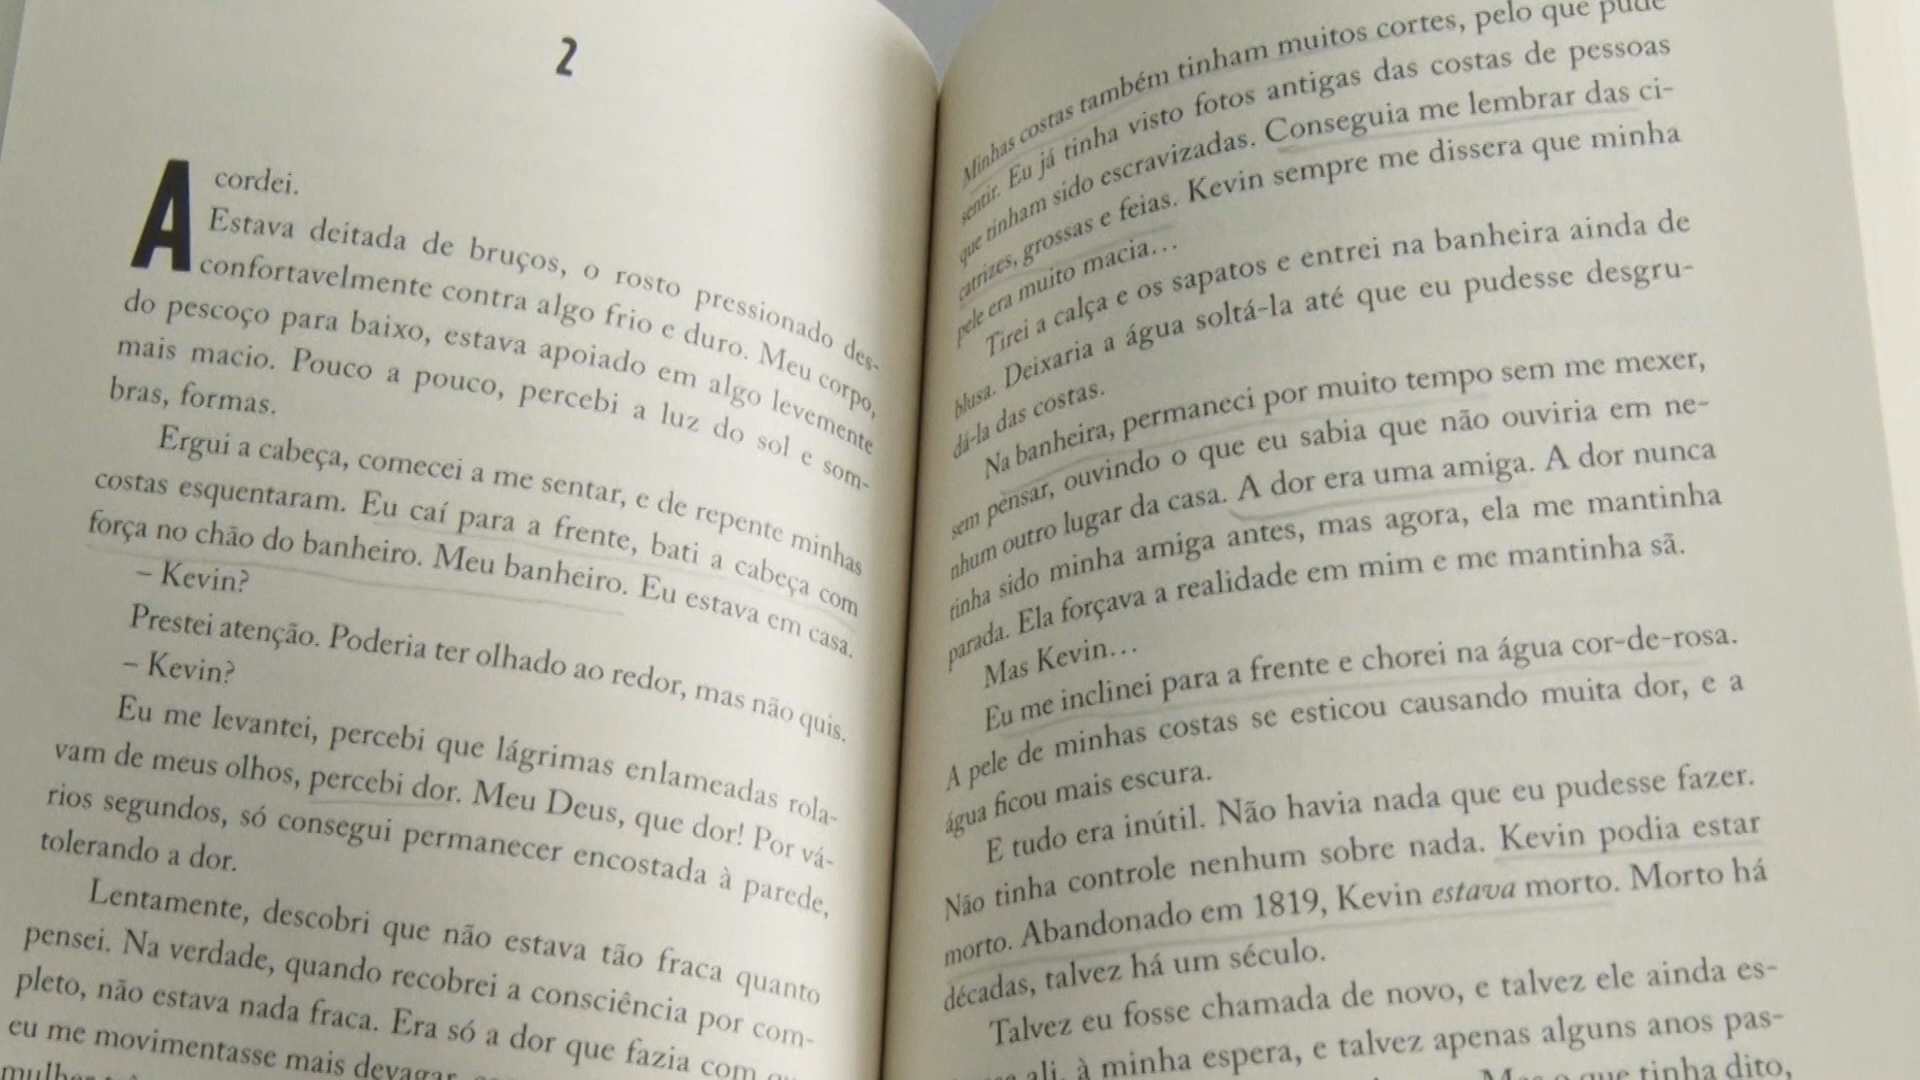 2
Acordei.
Estava deitada de bruços, o rosto pressionado des-
confortavelmente contra algo frio e duro. Meu corpo,
do pescoço para baixo, estava apoiado em algo levemente
mais macio. Pouco a pouco, percebi a luz do sol e som-
bras, formas.
Ergui a cabeça, comecei a me sentar, e de repente minhas
costas esquentaram. Eu caí para a frente, bati a cabeça com
força no chão do banheiro. Meu banheiro. Eu estava em casa.
– Kevin?
Prestei atenção. Poderia ter olhado ao redor, mas não quis.
– Kevin?
Eu me levantei, percebi que lágrimas enlameadas rola-
vam de meus olhos, percebi dor. Meu Deus, que dor! Por vá-
rios segundos, só consegui permanecer encostada à parede,
tolerando a dor.
Lentamente, descobri que não estava tão fraca quanto
pensei. Na verdade, quando recobrei a consciência por com-
pleto, não estava nada fraca. Era só a dor que fazia com
eu me movimentasse mais devagar,
Minhas costas também tinham muitos cortes, pelo que pude
sentir. Eu já tinha visto fotos antigas das costas de pessoas
que tinham sido escravizadas. Conseguia me lembrar das ci-
catrizes, grossas e feias. Kevin sempre me dissera que minha
pele era muito macia...
Tirei a calça e os sapatos e entrei na banheira ainda de
blusa. Deixaria a água soltá-la até que eu pudesse desgru-
dá-la das costas.
Na banheira, permaneci por muito tempo sem me mexer,
sem pensar, ouvindo o que eu sabia que não ouviria em ne-
nhum outro lugar da casa. A dor era uma amiga. A dor nunca
tinha sido minha amiga antes, mas agora, ela me mantinha
parada. Ela forçava a realidade em mim e me mantinha sã.
Mas Kevin...
Eu me inclinei para a frente e chorei na água cor-de-rosa.
A pele de minhas costas se esticou causando muita dor, e a
água ficou mais escura.
E tudo era inútil. Não havia nada que eu pudesse fazer.
Não tinha controle nenhum sobre nada. Kevin podia estar
morto. Abandonado em 1819, Kevin estava morto. Morto há
décadas, talvez há um século.
Talvez eu fosse chamada de novo, e talvez ele ainda es-
ali, à minha espera, e talvez apenas alguns anos pas-
o que tinha dito,